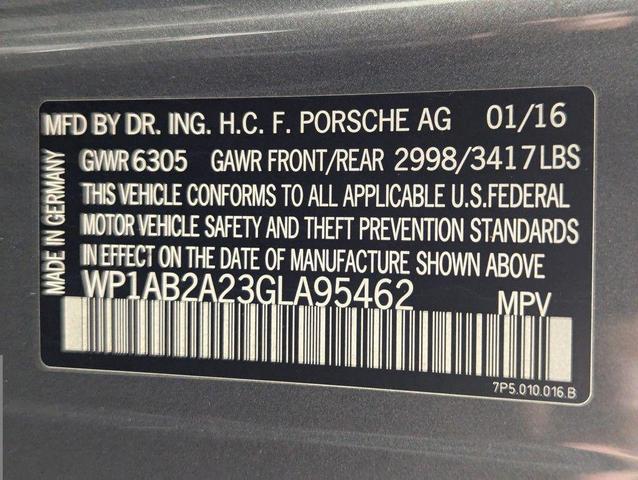 MFD BY DR. ING. H.C. F. PORSCHE AG 01/16
GVWR 6305 GAWR FRONT/REAR 2998/3417LBS
THIS VEHICLE CONFORMS TO ALL APPLICABLE U.S.FEDERAL
MOTOR VEHICLE SAFETY AND THEFT PREVENTION STANDARDS
IN EFFECT ON THE DATE OF MANUFACTURE SHOWN ABOVE
WP1AB2A23GLA95462 MPV
MADE IN GERMANY
7P5.010.016.B